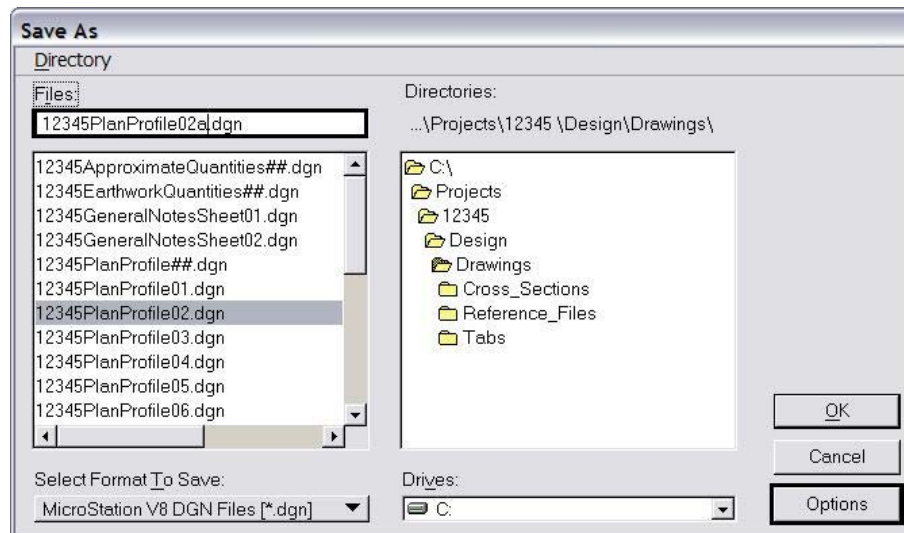 Save As
Directory
Files:
12345PlanProfile02a.dgn
12345ApproximateQuantities##.dgn
12345EarthworkQuantities##.dgn
12345GeneralNotesSheet01.dgn
12345GeneralNotesSheet02.dgn
12345PlanProfile##.dgn
12345PlanProfile01.dgn
12345PlanProfile02.dgn
12345PlanProfile03.dgn
12345PlanProfile04.dgn
12345PlanProfile05.dgn
12345PlanProfile06.dgn
Select Format To Save:
MicroStation V8 DGN Files [*.dgn]
Directories:
...\Projects\12345 \Design\Drawings\
C:\
Projects
12345
Design
Drawings
Cross_Sections
Reference_Files
Tabs
Drives:
C:
OK
Cancel
Options